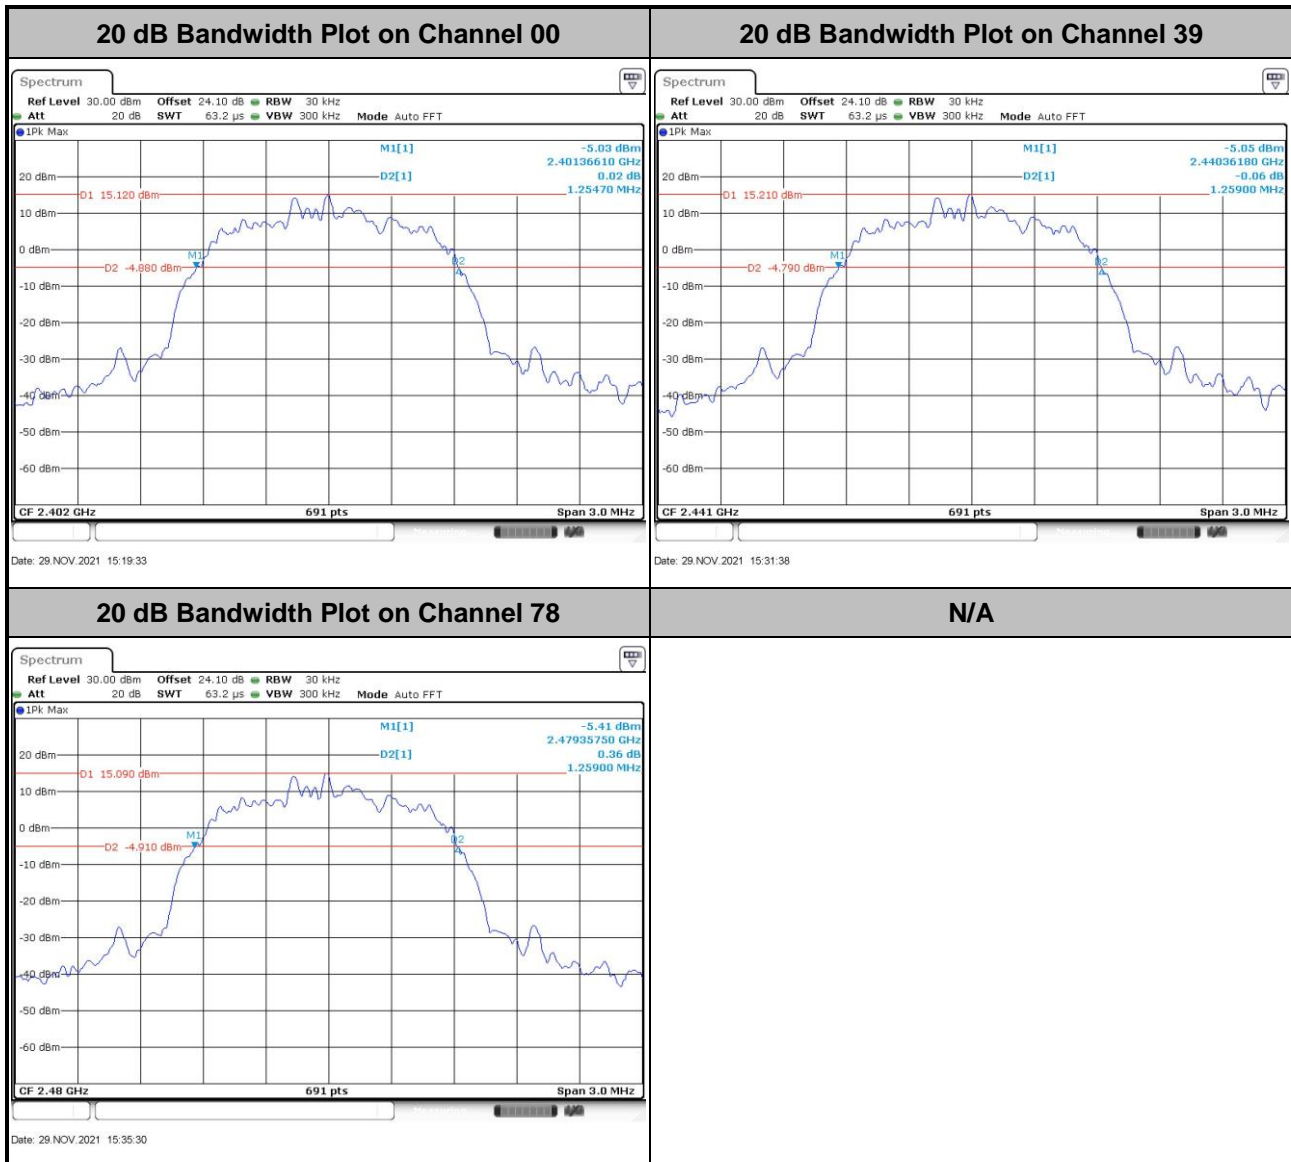 20 dB Bandwidth Plot on Channel 00
20 dB Bandwidth Plot on Channel 39
Spectrum
Ref Level 30.00 dBm Offset 24.10 dB RBW 30 kHz
Att 20 dB SWT 63.2 µs VBW 300 kHz Mode Auto FFT
1Pk Max
M1[1] -5.03 dBm
2.40136610 GHz
D2[1] 0.02 dB
1.25470 MHz
20 dBm
D1 15.120 dBm
10 dBm
0 dBm
M1
D2
D2 -4.880 dBm
-10 dBm
-20 dBm
-30 dBm
-40 dBm
-50 dBm
-60 dBm
CF 2.402 GHz 691 pts Span 3.0 MHz
Date: 29.NOV.2021 15:19:33
Spectrum
Ref Level 30.00 dBm Offset 24.10 dB RBW 30 kHz
Att 20 dB SWT 63.2 µs VBW 300 kHz Mode Auto FFT
1Pk Max
M1[1] -5.05 dBm
2.44036180 GHz
D2[1] -0.06 dB
1.25900 MHz
20 dBm
D1 15.210 dBm
10 dBm
0 dBm
M1
D2
D2 -4.790 dBm
-10 dBm
-20 dBm
-30 dBm
-40 dBm
-50 dBm
-60 dBm
CF 2.441 GHz 691 pts Span 3.0 MHz
Date: 29.NOV.2021 15:31:38
20 dB Bandwidth Plot on Channel 78
N/A
Spectrum
Ref Level 30.00 dBm Offset 24.10 dB RBW 30 kHz
Att 20 dB SWT 63.2 µs VBW 300 kHz Mode Auto FFT
1Pk Max
M1[1] -5.41 dBm
2.47935750 GHz
D2[1] 0.36 dB
1.25900 MHz
20 dBm
D1 15.090 dBm
10 dBm
0 dBm
M1
D2
D2 -4.910 dBm
-10 dBm
-20 dBm
-30 dBm
-40 dBm
-50 dBm
-60 dBm
CF 2.48 GHz 691 pts Span 3.0 MHz
Date: 29.NOV.2021 15:35:30